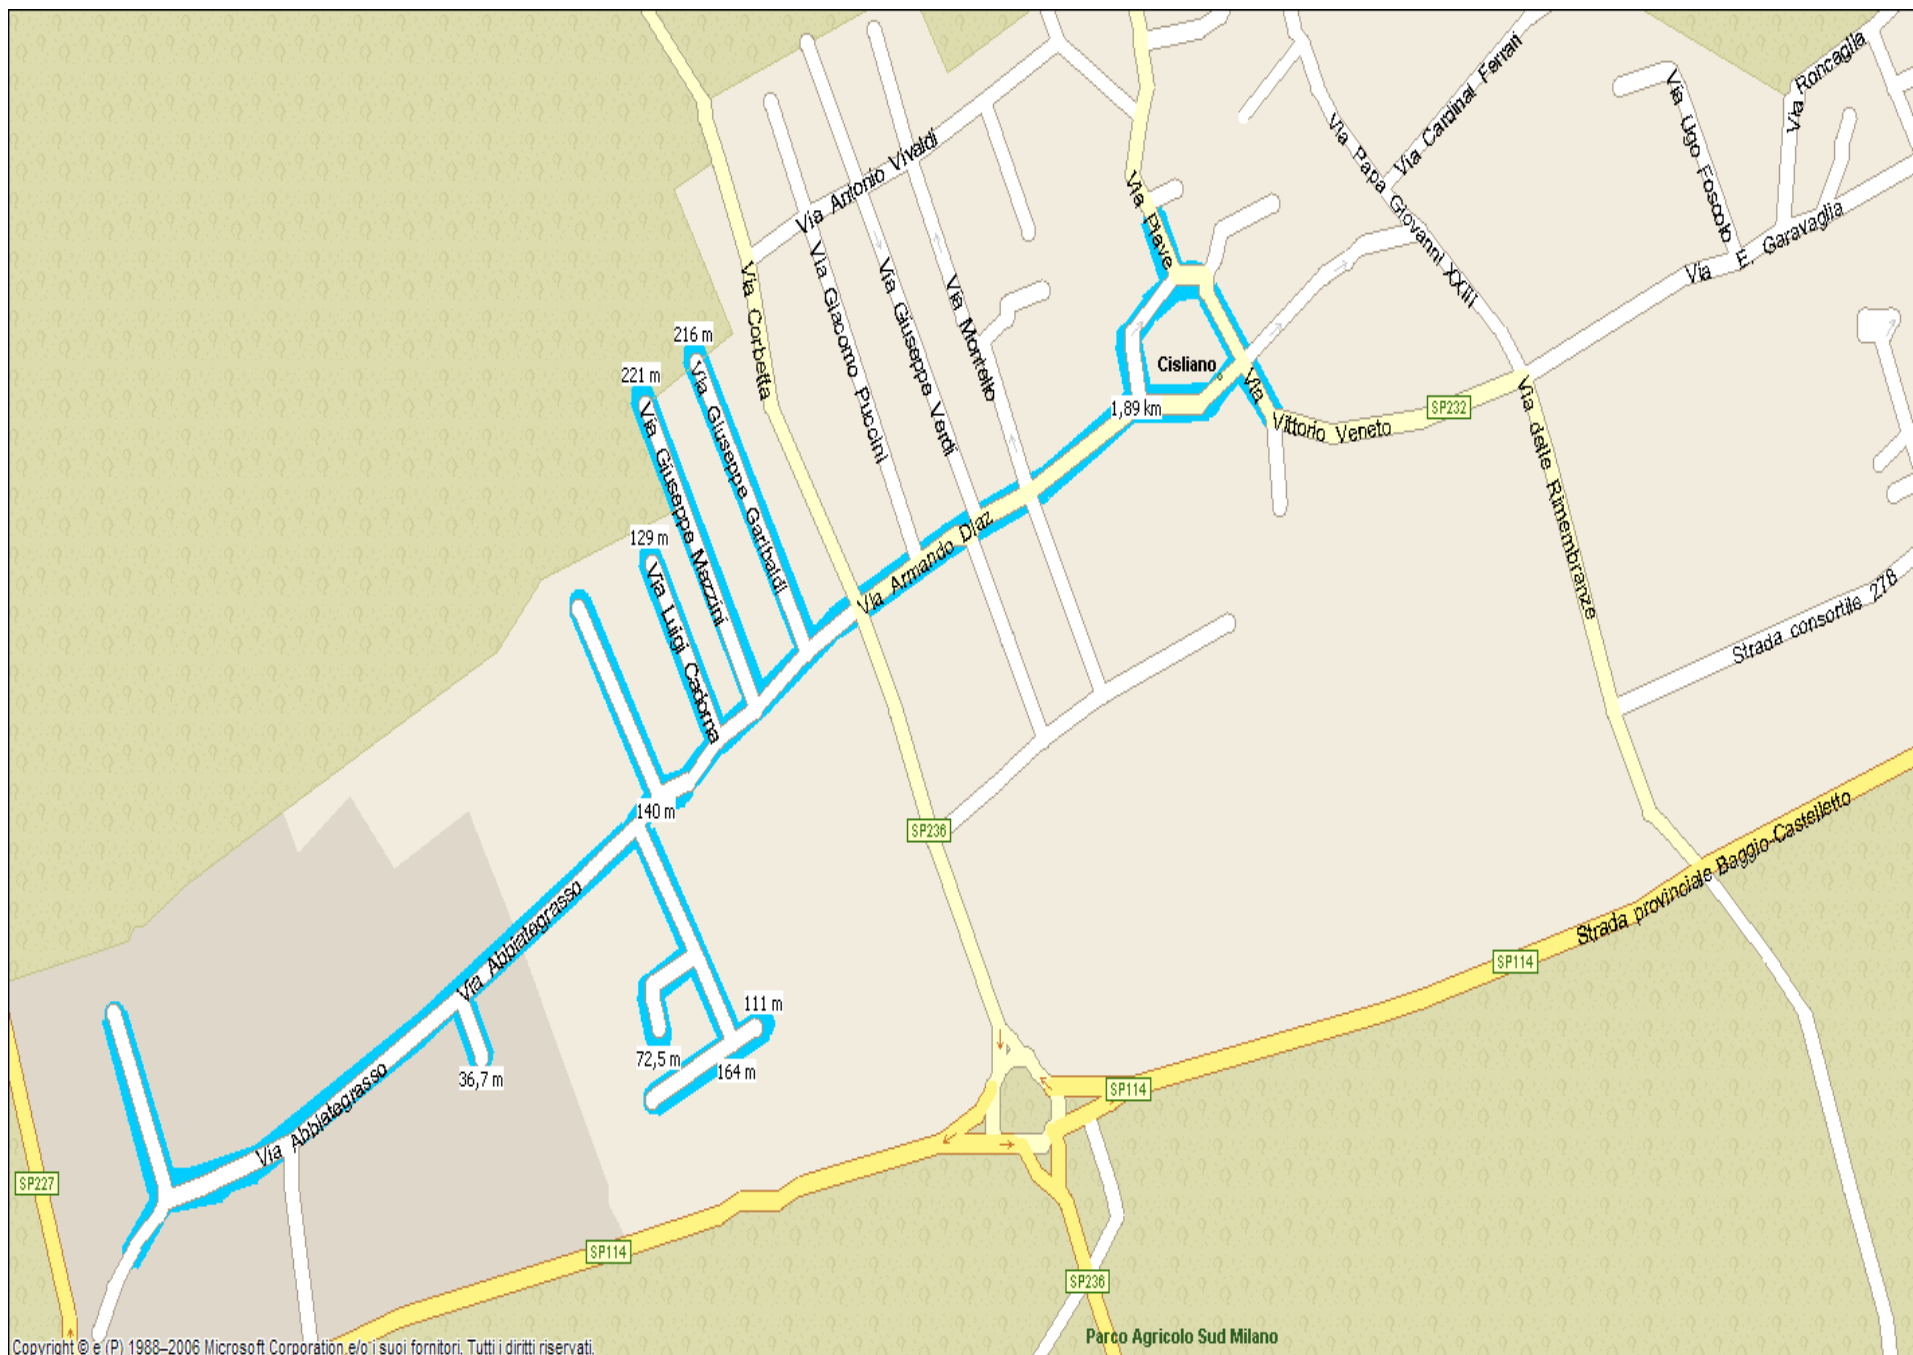 Via Roncaglia
Via Cardinal Ferrari
Via Ugo Foscolo
Via Papa Giovanni XXIII
Via Antonio Vivaldi
Via Piave
Via E. Garavaglia
Via Corbetta
Via Giacomo Puccini
Via Giuseppe Verdi
Via Montello
216 m
221 m
Via Giuseppe Garibaldi
Via Giuseppe Mazzini
Cisliano
1,89 km
Via Vittorio Veneto
SP232
Via delle Rimembranze
129 m
Via Luigi Cadorna
Via Armando Diaz
Strada consortile 278
140 m
SP236
Strada provinciale Baggio-Castelletto
Via Abbiategrasso
SP114
111 m
72,5 m
164 m
36,7 m
SP114
Via Abbiategrasso
SP227
SP114
SP236
Parco Agricolo Sud Milano
Copyright © e (P) 1988–2006 Microsoft Corporation e/o i suoi fornitori. Tutti i diritti riservati.